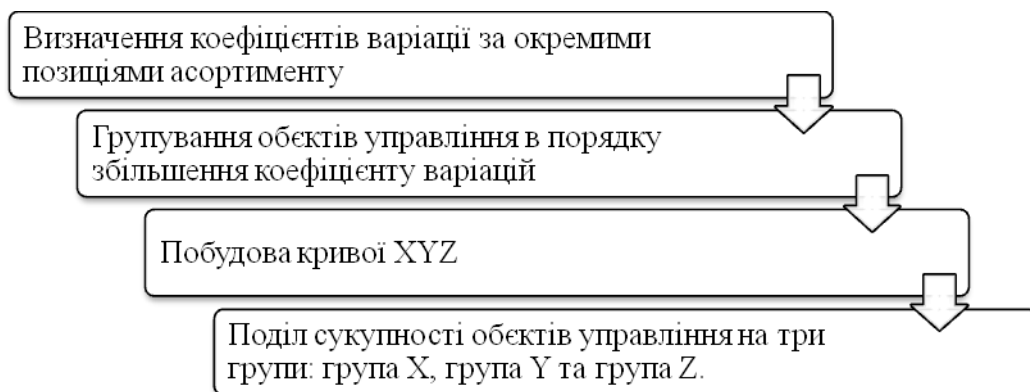 Визначення коефіцієнтів варіації за окремими
позиціями асортименту
Групування обєктів управління в порядку
збільшення коефіцієнту варіацій
Побудова кривої XYZ
Поділ сукупності обєктів управління на три
групи: група X, група Y та група Z.